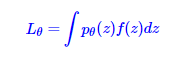 L_θ = ∫ p_θ(z)f(z)dz